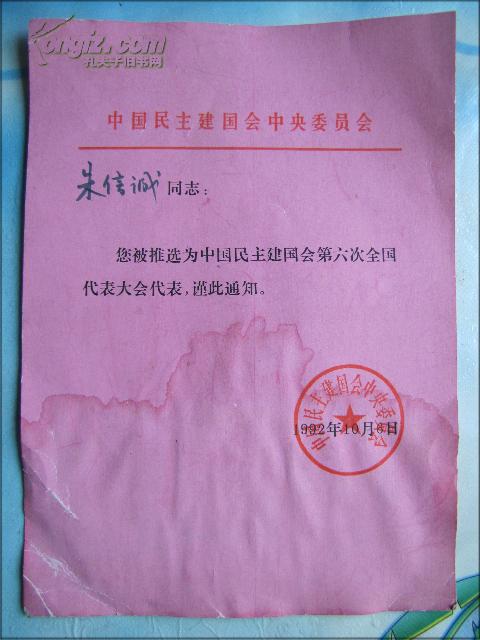 Kongfz.com
孔夫子旧书网
中国民主建国会中央委员会
朱信诚同志：
您被推选为中国民主建国会第六次全国
代表大会代表，谨此通知。
中国民主建国会中央委员会
1992年10月6日